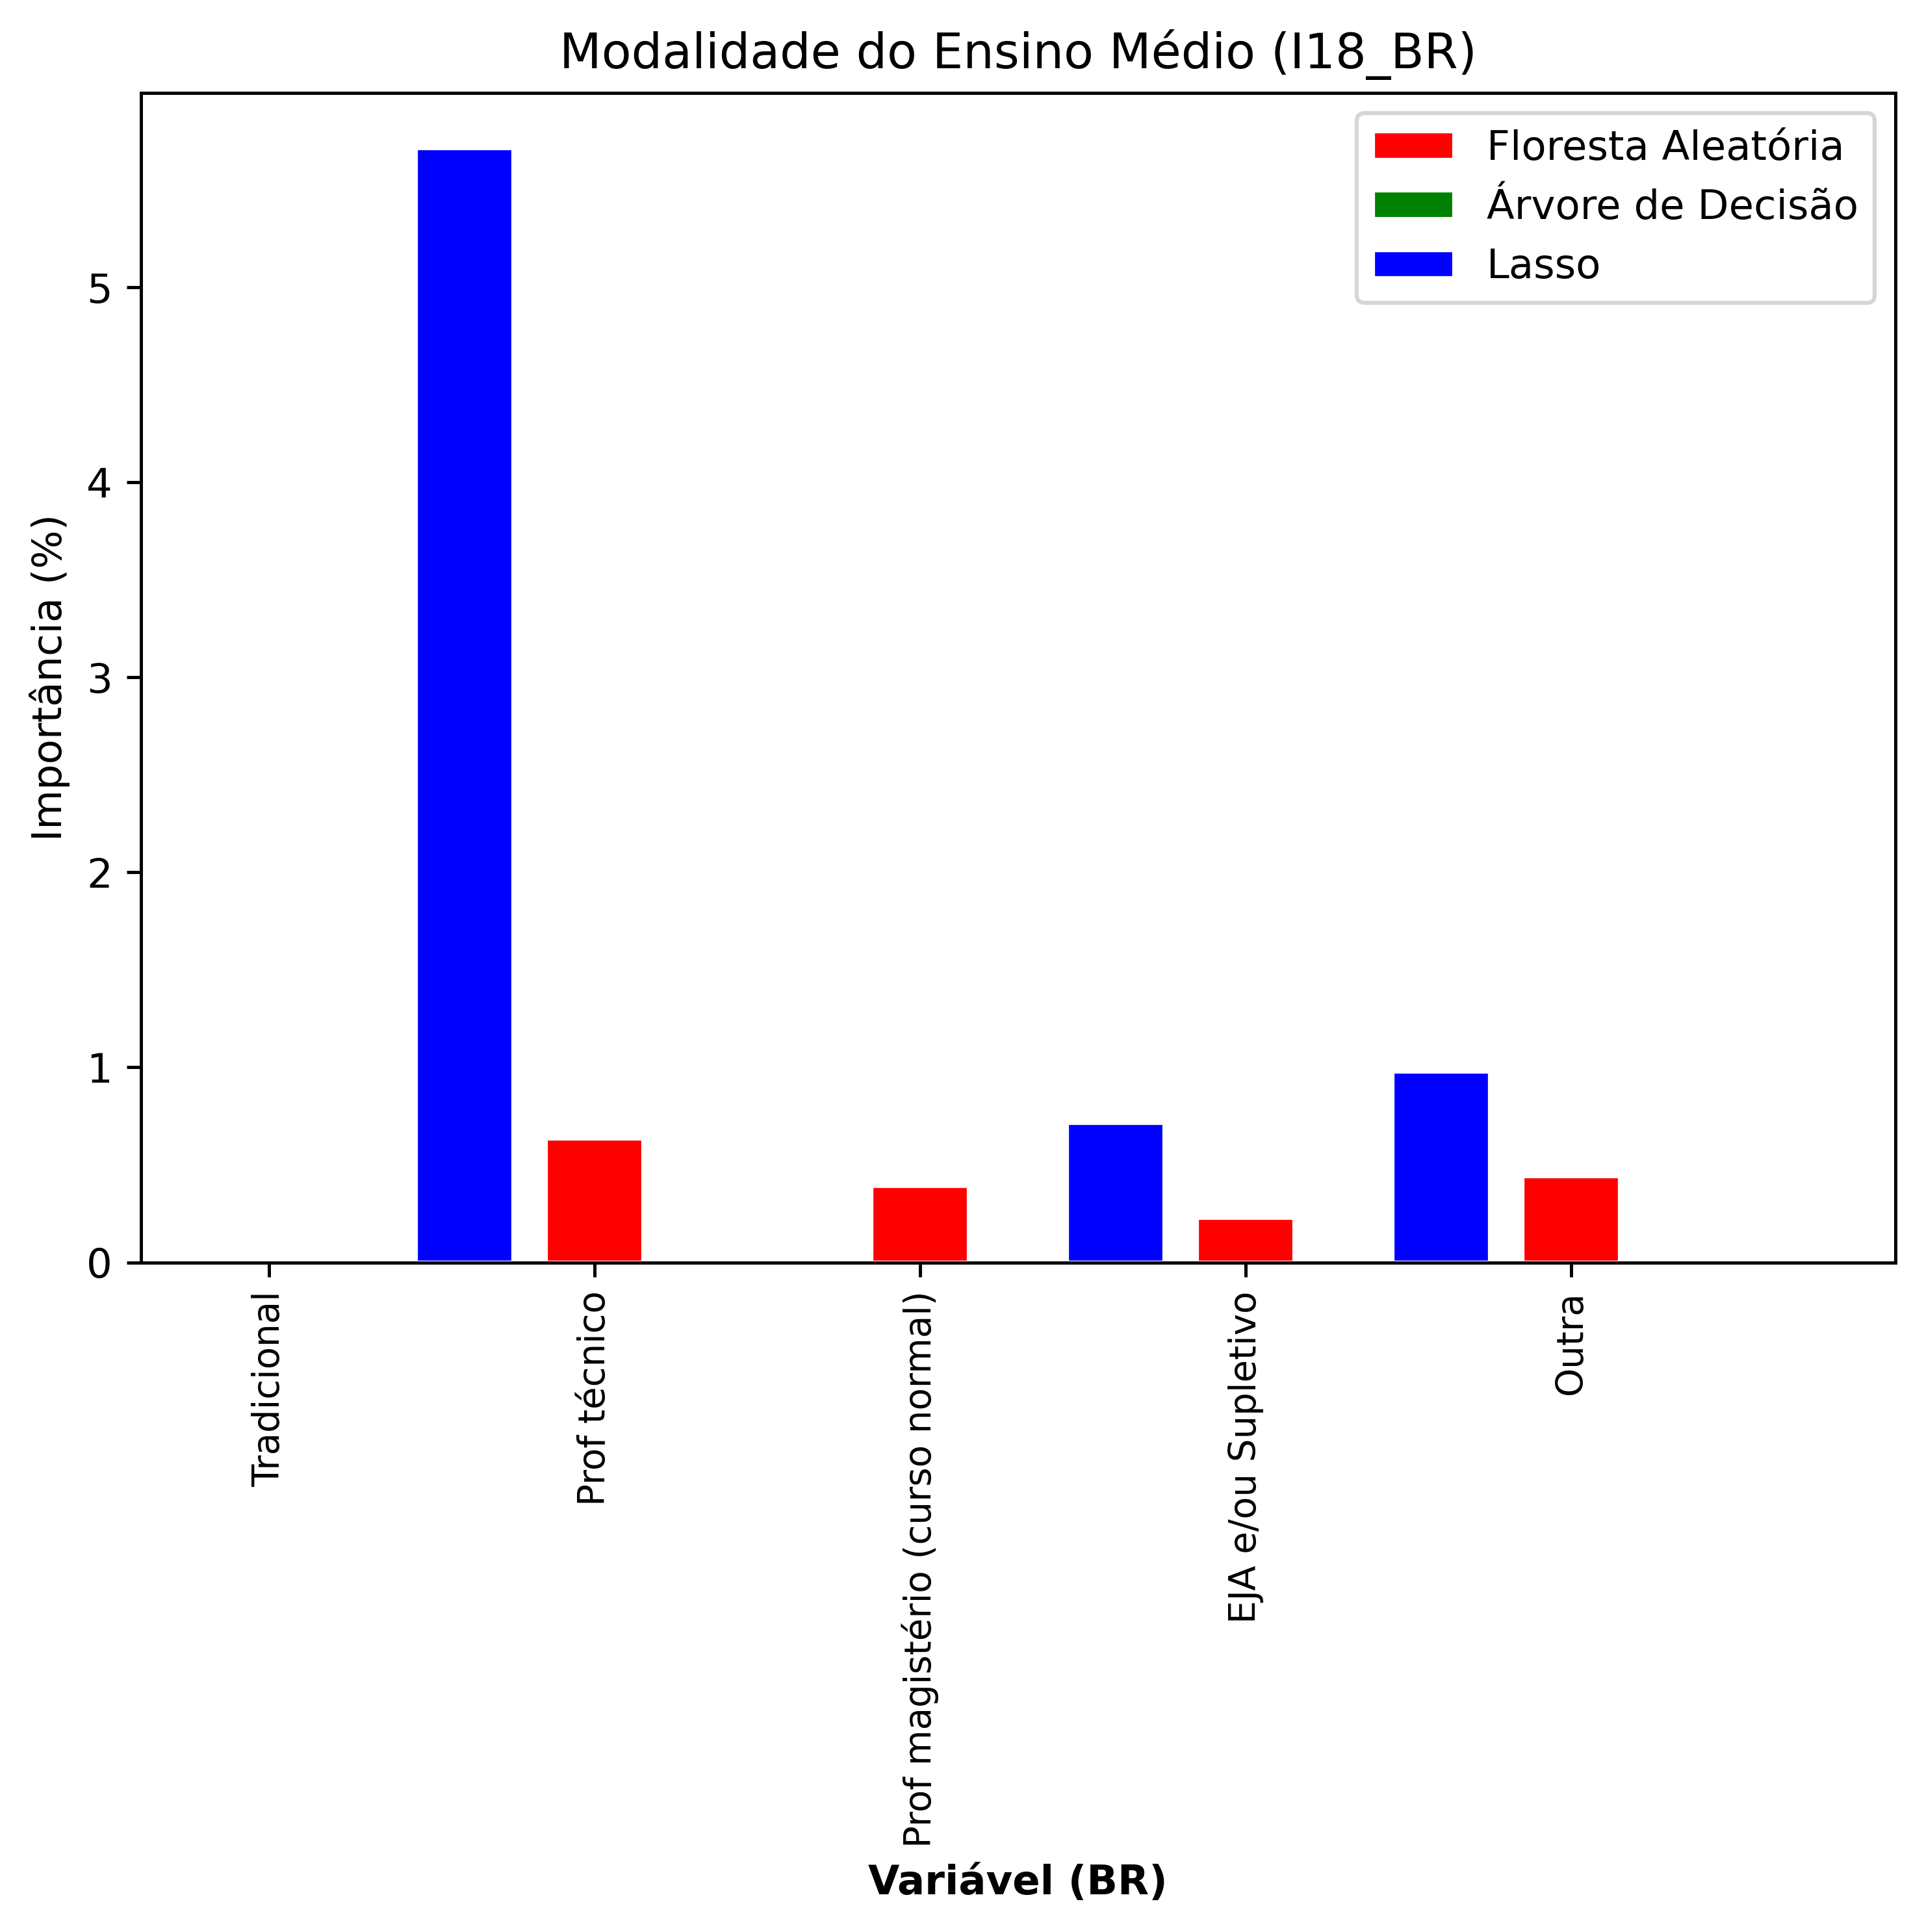 Modalidade do Ensino Médio (I18_BR)
Floresta Aleatória
Árvore de Decisão
Lasso
Importância (%)
5
4
3
2
1
0
Tradicional
Prof técnico
Prof magistério (curso normal)
EJA e/ou Supletivo
Outra
Variável (BR)